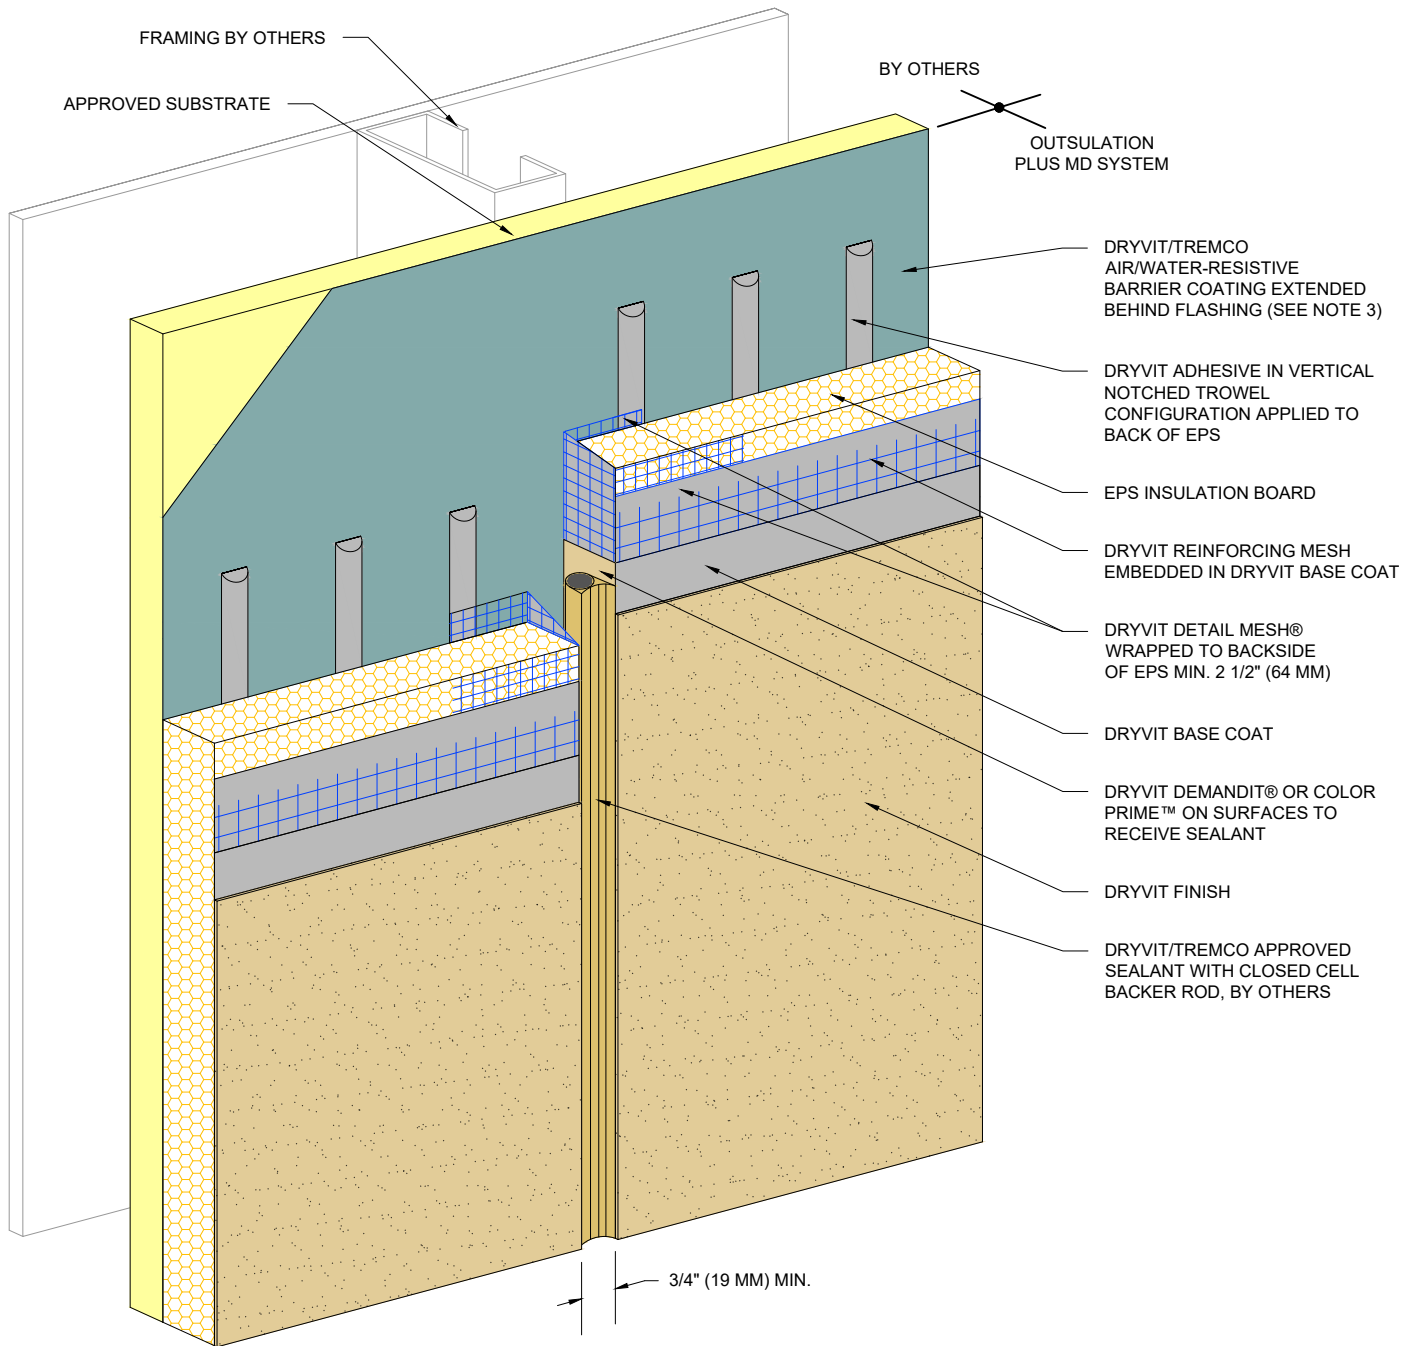 FRAMING BY OTHERS
APPROVED SUBSTRATE
BY OTHERS
OUTSULATION
PLUS MD SYSTEM
DRYVIT/TREMCO
AIR/WATER-RESISTIVE
BARRIER COATING EXTENDED
BEHIND FLASHING (SEE NOTE 3)
DRYVIT ADHESIVE IN VERTICAL
NOTCHED TROWEL
CONFIGURATION APPLIED TO
BACK OF EPS
EPS INSULATION BOARD
DRYVIT REINFORCING MESH
EMBEDDED IN DRYVIT BASE COAT
DRYVIT DETAIL MESH®
WRAPPED TO BACKSIDE
OF EPS MIN. 2 1/2" (64 MM)
DRYVIT BASE COAT
DRYVIT DEMANDIT® OR COLOR
PRIME™ ON SURFACES TO
RECEIVE SEALANT
DRYVIT FINISH
DRYVIT/TREMCO APPROVED
SEALANT WITH CLOSED CELL
BACKER ROD, BY OTHERS
3/4" (19 MM) MIN.